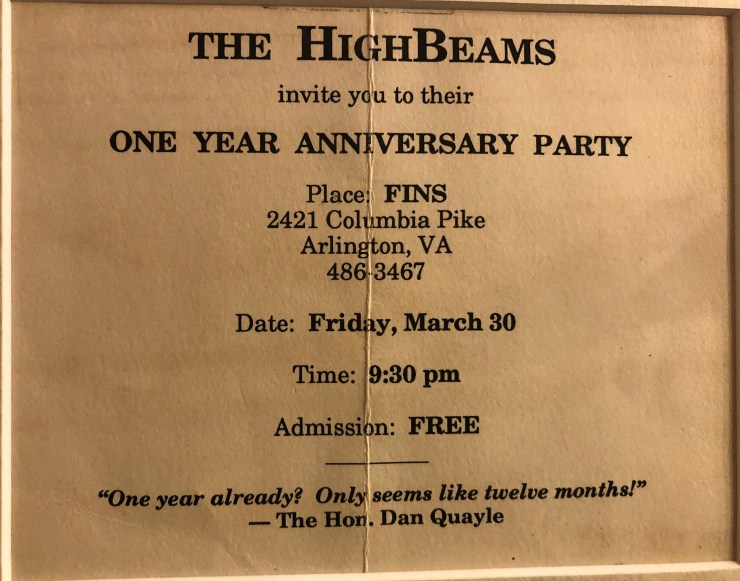 THE HIGHBEAMS
invite you to their
ONE YEAR ANNIVERSARY PARTY
Place: FINS
2421 Columbia Pike
Arlington, VA
486-3467
Date: Friday, March 30
Time: 9:30 pm
Admission: FREE
“One year already? Only seems like twelve months!”
— The Hon. Dan Quayle